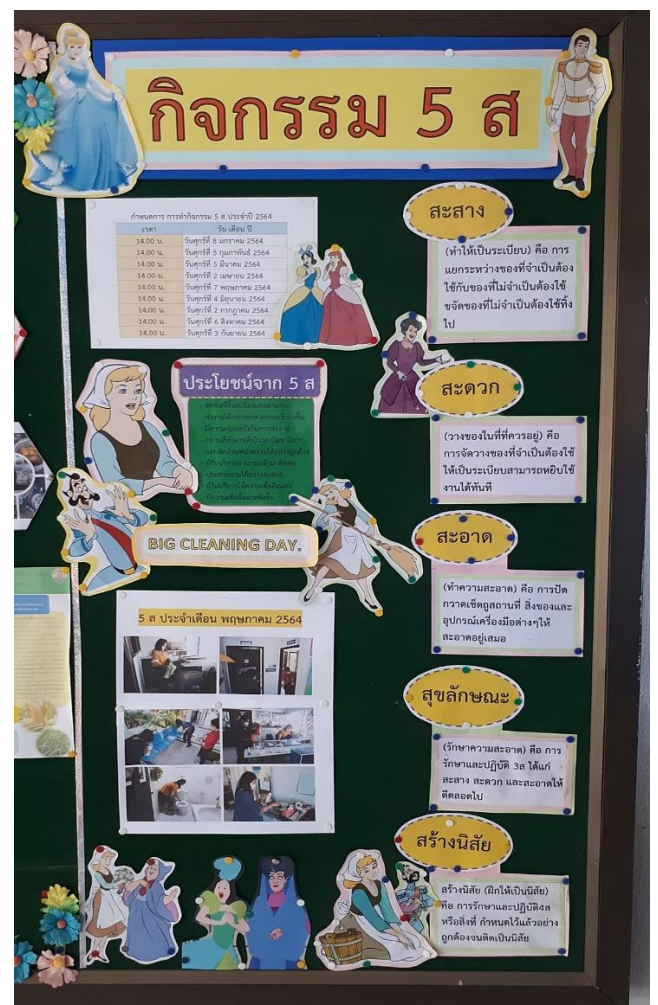 กิจกรรม 5 ส
กำหนดการ การทำกิจกรรม 5 ส ประจำปี 2564
เวลา วัน เดือน ปี
14.00 น. วันศุกร์ที่ 8 มกราคม 2564
14.00 น. วันศุกร์ที่ 5 กุมภาพันธ์ 2564
14.00 น. วันศุกร์ที่ 5 มีนาคม 2564
14.00 น. วันศุกร์ที่ 2 เมษายน 2564
14.00 น. วันศุกร์ที่ 7 พฤษภาคม 2564
14.00 น. วันศุกร์ที่ 4 มิถุนายน 2564
14.00 น. วันศุกร์ที่ 2 กรกฎาคม 2564
14.00 น. วันศุกร์ที่ 6 สิงหาคม 2564
14.00 น. วันศุกร์ที่ 3 กันยายน 2564
ประโยชน์จาก 5 ส
BIG CLEANING DAY.
5 ส ประจำเดือน พฤษภาคม 2564
สะสาง
(ทำให้เป็นระเบียบ) คือ การ
แยกระหว่างของที่จำเป็นต้อง
ใช้กับของที่ไม่จำเป็นต้องใช้
ขจัดของที่ไม่จำเป็นต้องใช้ทิ้ง
ไป
สะดวก
(วางของในที่ที่ควรอยู่) คือ
การจัดวางของที่จำเป็นต้องใช้
ให้เป็นระเบียบสามารถหยิบใช้
งานได้ทันที
สะอาด
(ทำความสะอาด) คือ การปัด
กวาดเช็ดถูสถานที่ สิ่งของและ
อุปกรณ์เครื่องมือต่างๆให้
สะอาดอยู่เสมอ
สุขลักษณะ
(รักษาความสะอาด) คือ การ
รักษาและปฏิบัติ 3ส ได้แก่
สะสาง สะดวก และสะอาดให้
ดีตลอดไป
สร้างนิสัย
สร้างนิสัย (ฝึกให้เป็นนิสัย)
คือ การรักษาและปฏิบัติ4ส
หรือสิ่งที่ กำหนดไว้แล้วอย่าง
ถูกต้องจนติดเป็นนิสัย